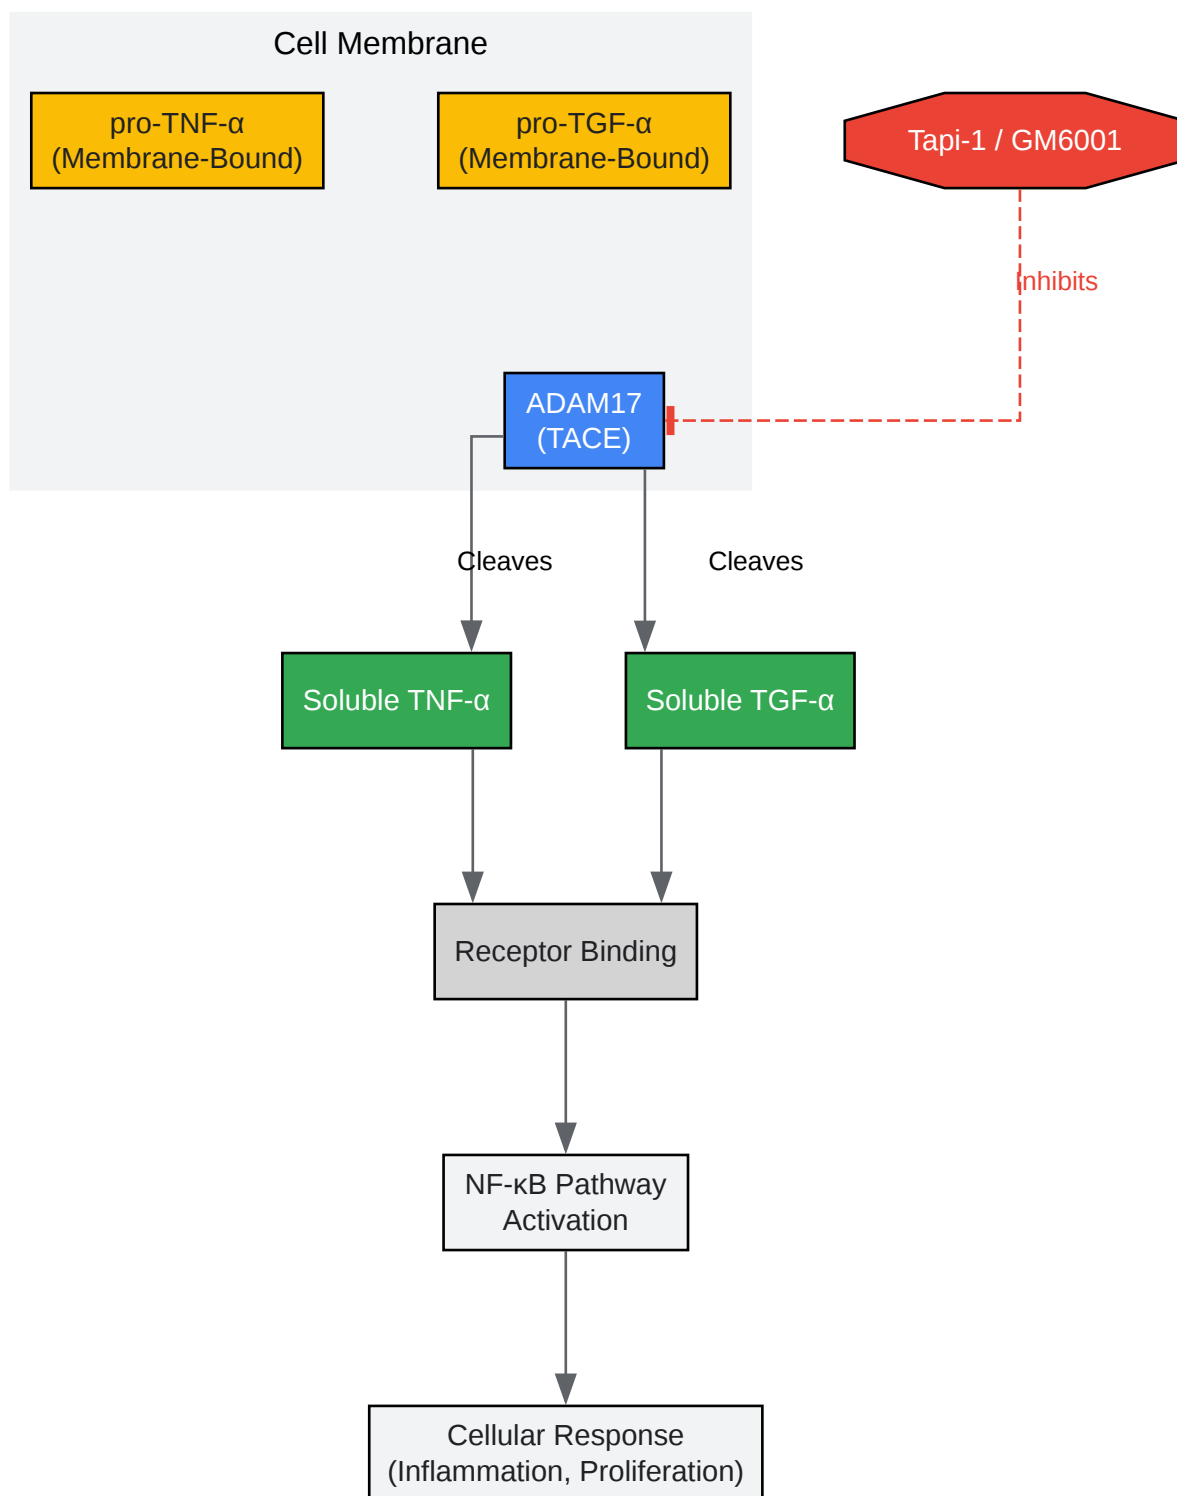 Cell Membrane
pro-TNF-α
(Membrane-Bound)
pro-TGF-α
(Membrane-Bound)
Tapi-1 / GM6001
Inhibits
ADAM17
(TACE)
Cleaves
Cleaves
Soluble TNF-α
Soluble TGF-α
Receptor Binding
NF-κB Pathway
Activation
Cellular Response
(Inflammation, Proliferation)